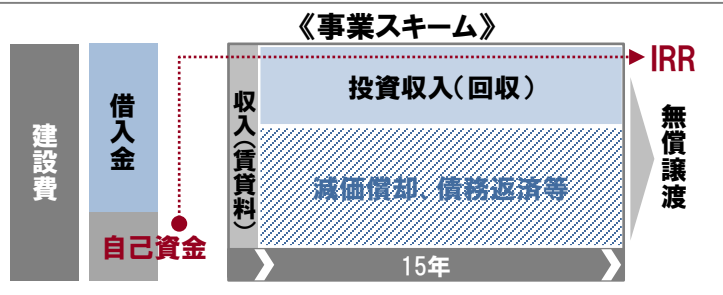 《事業スキーム》
建設費
借入金
自己資金
収入(賃貸料)
投資収入(回収)
減価償却、債務返済等
15年
IRR
無償譲渡